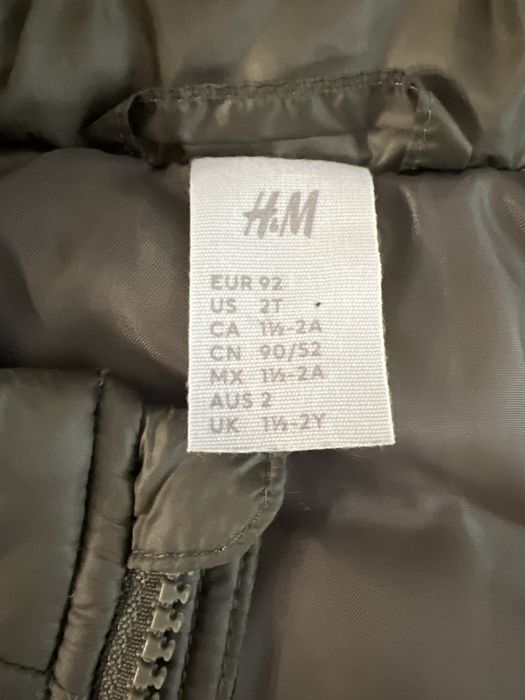 H&M
EUR 92
US 2T
CA 1½-2A
CN 90/52
MX 1½-2A
AUS 2
UK 1½-2Y